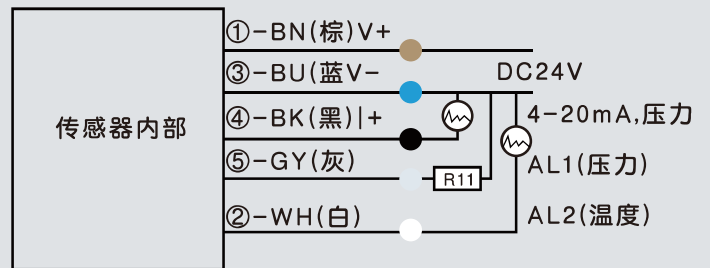 ①-BN(棕)V+
③-BU(蓝V-
DC24V
④-BK(黑)|+
4-20mA,压力
传感器内部
⑤-GY(灰)
R11
AL1(压力)
②-WH(白)
AL2(温度)